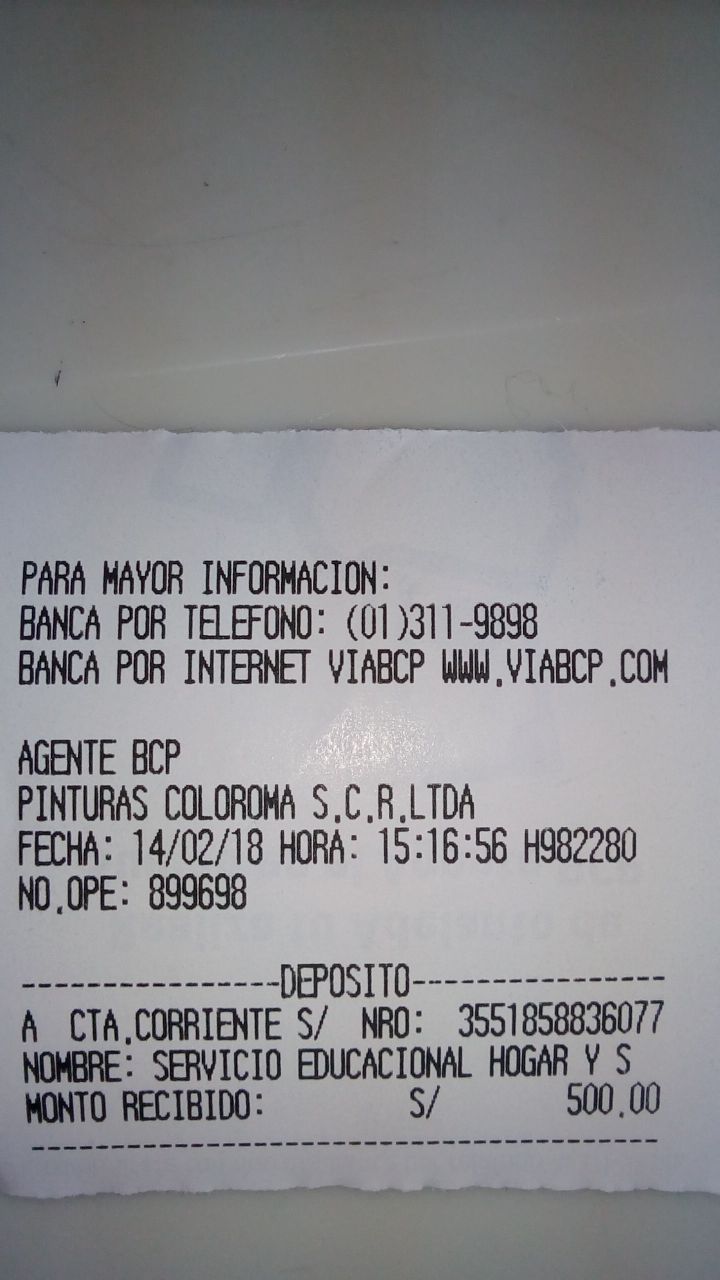 PARA MAYOR INFORMACION:
BANCA POR TELEFONO: (01)311-9898
BANCA POR INTERNET VIABCP WWW.VIABCP.COM
AGENTE BCP
PINTURAS COLOROMA S.C.R.LTDA
FECHA: 14/02/18 HORA: 15:16:56 H982280
NO.OPE: 899698
----------------DEPOSITO----------------
A CTA.CORRIENTE S/ NRO: 3551858836077
NOMBRE: SERVICIO EDUCACIONAL HOGAR Y S
MONTO RECIBIDO: S/ 500.00
---------------------------------------